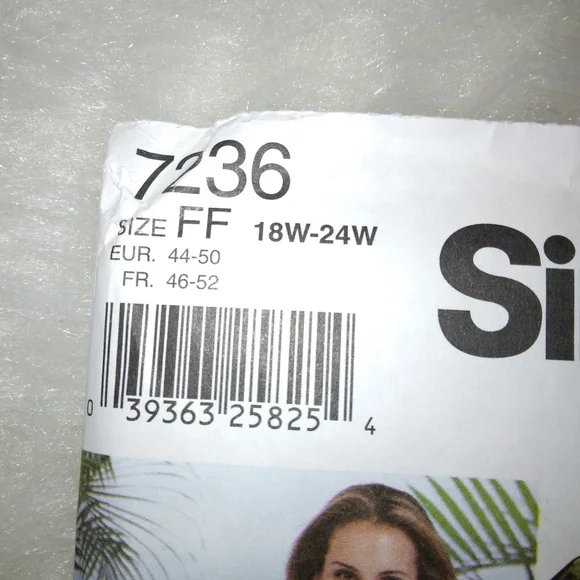 7236
SIZE FF 18W-24W
EUR. 44-50
FR. 46-52
Si
0 39363 25825 4